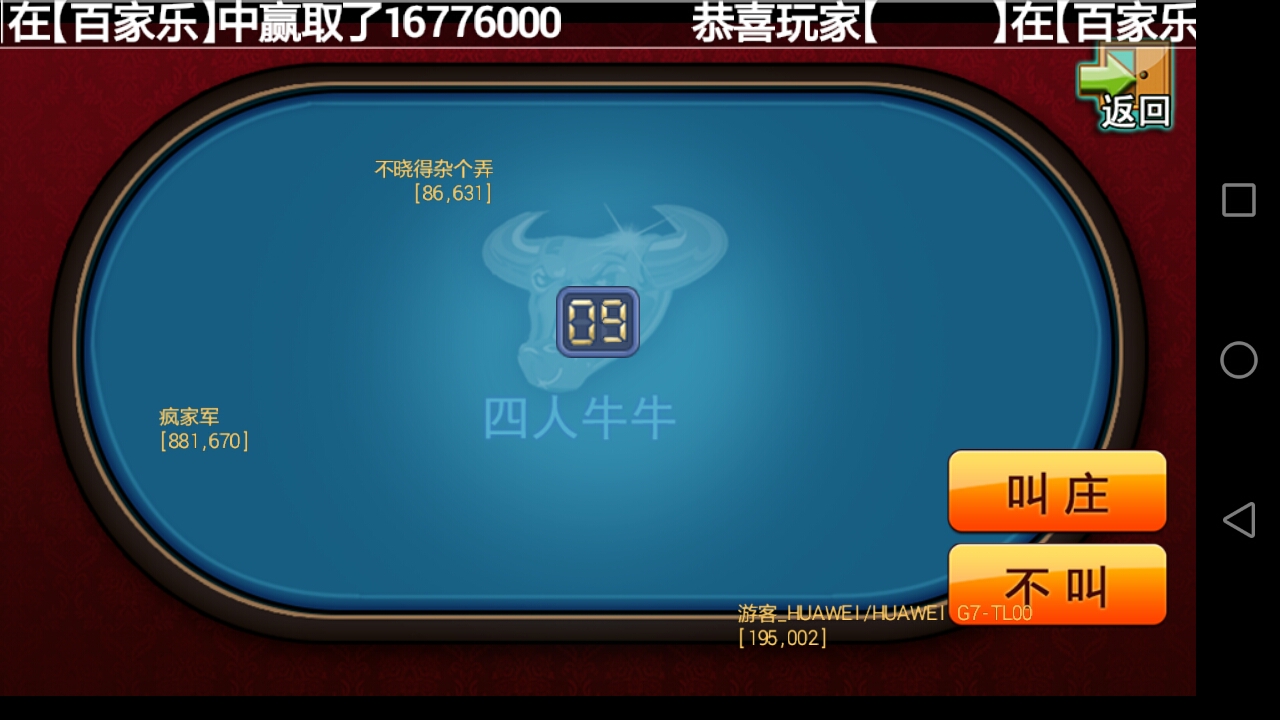 在【百家乐】中赢取了16776000 恭喜玩家【 】在【百家乐
返回
不晓得杂个弄
[86,631]
09
四人牛牛
疯家军
[881,670]
叫庄
不叫
游客_HUAWEI/HUAWEI G7-TL00
[195,002]